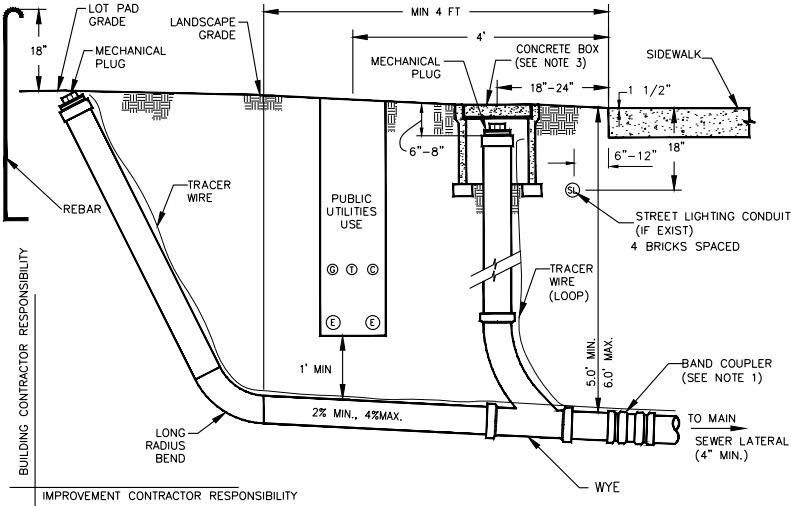 LOT PAD
GRADE
18"
MECHANICAL
PLUG
LANDSCAPE
GRADE
MIN 4 FT
4'
MECHANICAL
PLUG
CONCRETE BOX
(SEE NOTE 3)
18"-24"
SIDEWALK
1 1/2"
18"
6"-8"
6"-12"
REBAR
TRACER
WIRE
PUBLIC
UTILITIES
USE
G T C
E E
SL
STREET LIGHTING CONDUIT
(IF EXIST)
4 BRICKS SPACED
TRACER
WIRE
(LOOP)
1' MIN
5.0' MIN.
6.0' MAX.
BAND COUPLER
(SEE NOTE 1)
2% MIN., 4%MAX.
LONG
RADIUS
BEND
TO MAIN
SEWER LATERAL
(4" MIN.)
WYE
BUILDING CONTRACTOR RESPONSIBILITY
IMPROVEMENT CONTRACTOR RESPONSIBILITY